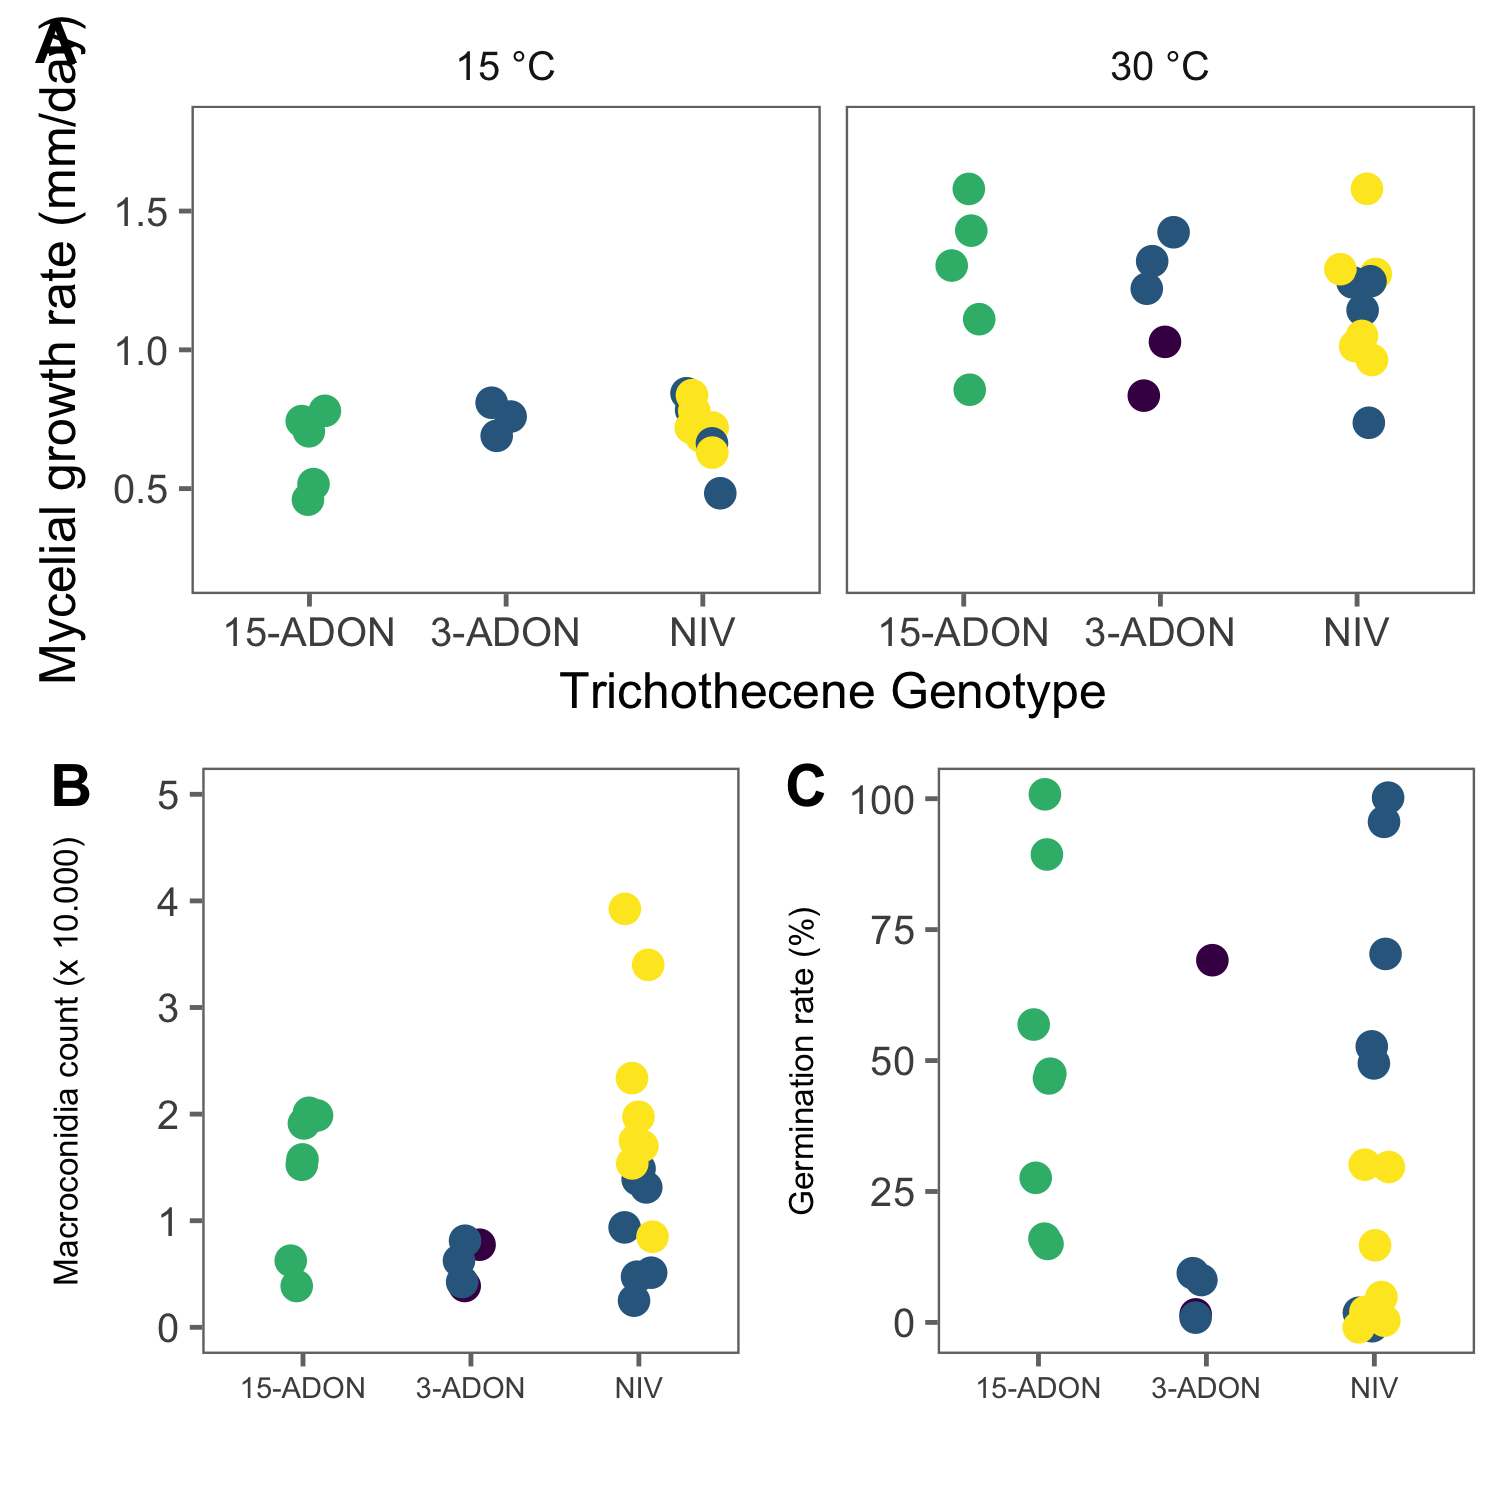 A
Mycelial growth rate (mm/day)
15 °C
30 °C
1.5
1.0
0.5
15-ADON 3-ADON NIV
15-ADON 3-ADON NIV
Trichothecene Genotype
B
Macroconidia count (x 10.000)
5
4
3
2
1
0
15-ADON 3-ADON NIV
C
Germination rate (%)
100
75
50
25
0
15-ADON 3-ADON NIV